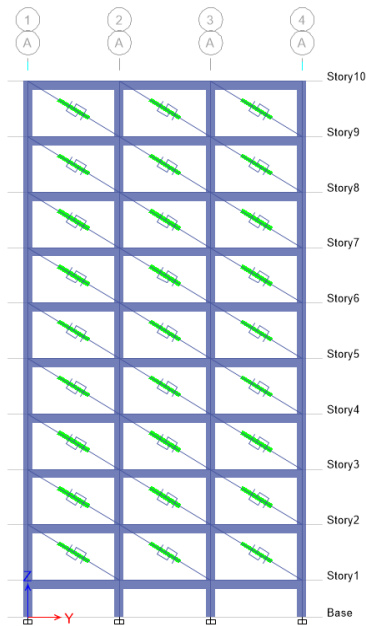 1 2 3 4
A A A A
Story10
Story9
Story8
Story7
Story6
Story5
Story4
Story3
Story2
Story1
Z
Y
Base